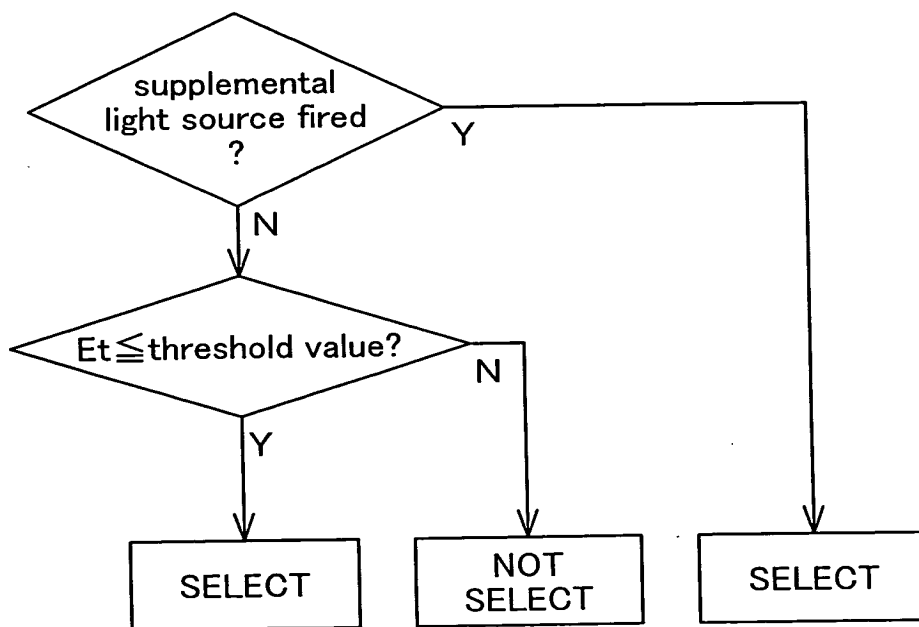 supplemental
light source fired
?
Y
N
Et≦threshold value?
N
Y
SELECT
NOT
SELECT
SELECT